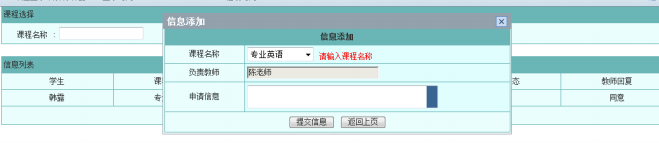 课程选择
信息添加
课程名称 ：
信息添加
课程名称 专业英语 请输入课程名称
负责教师 陈老师
申请信息
提交信息 返回上页
信息列表
学生 课 态 教师回复
韩露 专 同意